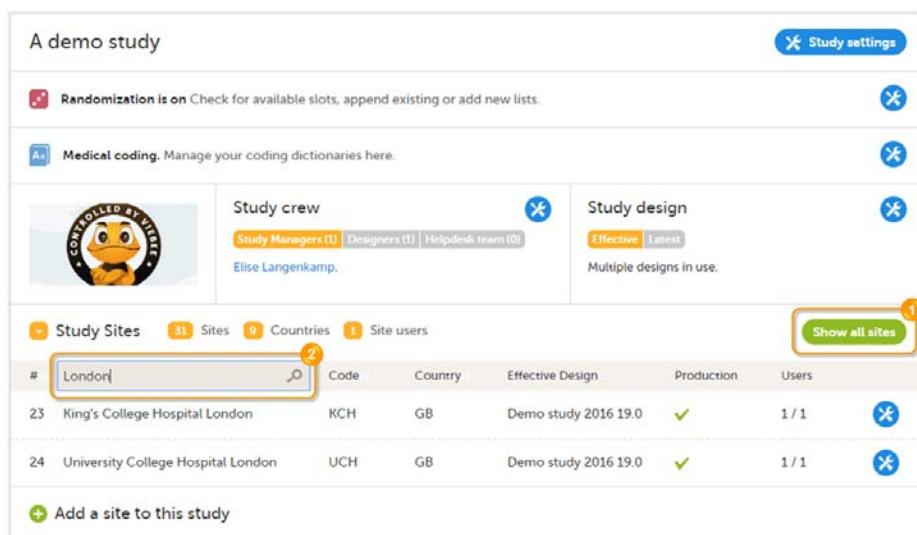 A demo study
Study settings
Randomization is on Check for available slots, append existing or add new lists.
Aa
Medical coding. Manage your coding dictionaries here.
CONTROLLED BY VIEBEE
Study crew
Study Managers (1) Designers (1) Helpdesk team (0)
Elise Langenkamp.
Study design
Effective Latest
Multiple designs in use.
Study Sites 31 Sites 9 Countries 1 Site users
Show all sites
1
2
# London Code Country Effective Design Production Users
23 King's College Hospital London KCH GB Demo study 2016 19.0 1 / 1
24 University College Hospital London UCH GB Demo study 2016 19.0 1 / 1
Add a site to this study